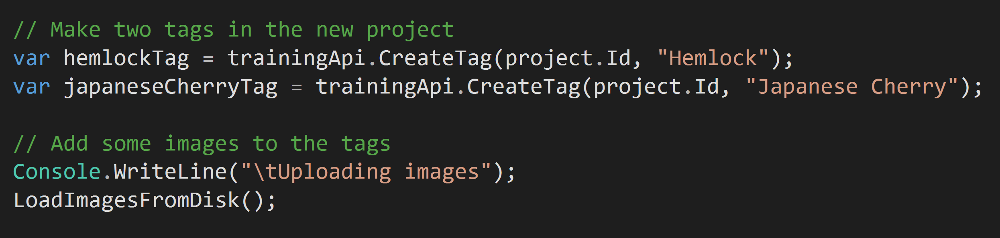 // Make two tags in the new project
var hemlockTag = trainingApi.CreateTag(project.Id, "Hemlock");
var japaneseCherryTag = trainingApi.CreateTag(project.Id, "Japanese Cherry");
// Add some images to the tags
Console.WriteLine("\tUploading images");
LoadImagesFromDisk();